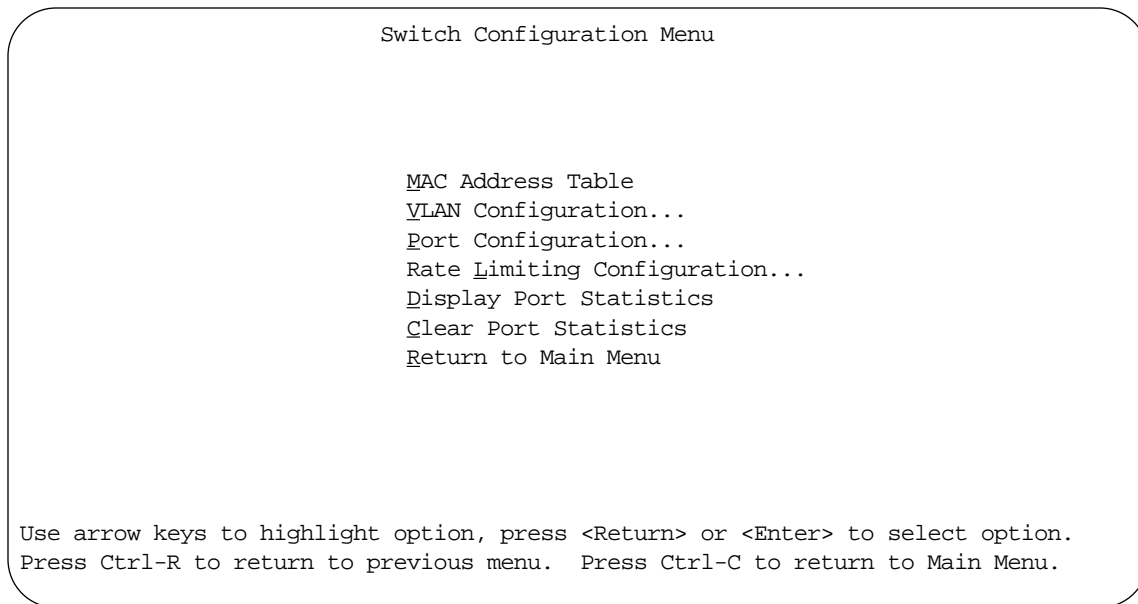 Switch Configuration Menu
MAC Address Table
VLAN Configuration...
Port Configuration...
Rate Limiting Configuration...
Display Port Statistics
Clear Port Statistics
Return to Main Menu
Use arrow keys to highlight option, press <Return> or <Enter> to select option.
Press Ctrl-R to return to previous menu.  Press Ctrl-C to return to Main Menu.